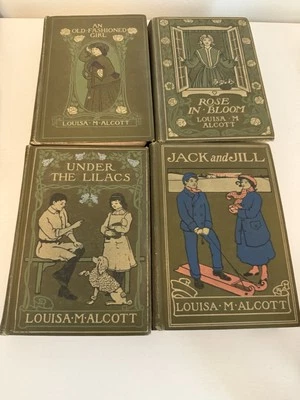 AN
OLD-FASHIONED
GIRL
LOUISA·M·ALCOTT
ROSE
IN BLOOM
LOUISA·M·
ALCOTT
UNDER
THE LILACS
LOUISA·M·ALCOTT
JACK and JILL
LOUISA·M·ALCOTT